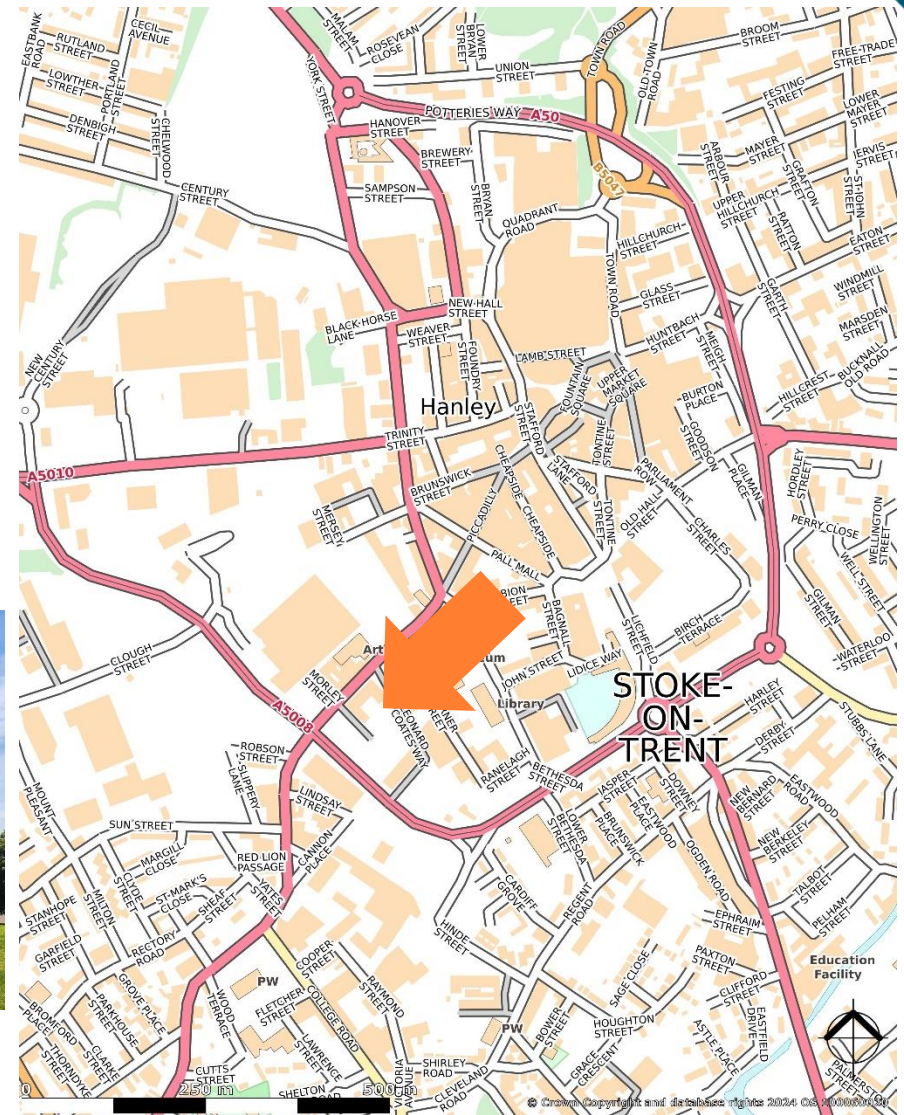 EASTBANK
ROAD
RUTLAND
STREET
CECIL
AVENUE
LOWTHER
STREET
PORTLAND
STREET
DENBIGH
STREET
CHELWOOD
STREET
CENTURY
STREET
NEW
CENTURY
STREET
YORK STREET
MALAM
STREET
ROSEVEAN
CLOSE
LOWER
BRYAN
STREET
UNION
STREET
TOWN ROAD
OLD TOWN
ROAD
BROOM
STREET
FREE-TRADE
STREET
FESTING
STREET
LOWER
MAYER
STREET
POTTERIES WAY A50
HANOVER
STREET
BREWERY
STREET
SAMPSON
STREET
BRYAN
STREET
QUADRANT
ROAD
B5047
MAYER
STREET
ARBOUR
STREET
JERVIS
STREET
GRAFTON
STREET
ST-JOHN
STREET
UPPER
HILLCHURCH
STREET
RATTON
STREET
EATON
STREET
HILLCHURCH
STREET
TOWN ROAD
GLASS
STREET
GARTH
STREET
WINDMILL
STREET
MARSDEN
STREET
BLACK-HORSE
LANE
NEW-HALL
STREET
WEAVER
STREET
FOUNDRY
STREET
LAMB STREET
HUNTBACH
STREET
MEIGH
STREET
BUCKNALL
OLD ROAD
HILLCREST
STREET
FOUNTAIN
SQUARE
UPPER
MARKET
SQUARE
BURTON
PLACE
Hanley
TRINITY
STREET
STAFFORD
STREET
TONTINE
STREET
GOODSON
STREET
GILMAN
PLACE
A5010
BRUNSWICK
STREET
CHEAPSIDE
CHEAPSIDE
STAFFORD
LANE
PARLIAMENT
ROW
OLD HALL
STREET
HORDLEY
STREET
MERSEY
STREET
PICCADILLY
TONTINE
STREET
CHARLES
STREET
PERRY CLOSE
WELLINGTON
STREET
PALL MALL
WELL STREET
GILMAN
STREET
BAGNALL
STREET
LICHFIELD
STREET
BIRCH
TERRACE
WATERLOO
STREET
CLOUGH
STREET
Art
um
JOHN STREET
LIDICE WAY
Library
STOKE-
ON-
TRENT
HARLEY
STREET
STUBBS LANE
MORLEY
STREET
A5008
LEONARD
COATES WAY
DERBY
STREET
RANELAGH
STREET
BETHESDA
STREET
ROBSON
STREET
SLIPPERY
LANE
LINDSAY
STREET
JASPER
STREET
DOWNEY
STREET
NEW
BERNARD
STREET
EASTWOOD
ROAD
MOUNT
PLEASANT
SUN STREET
CANNON
PLACE
LOWER
BETHESDA
STREET
BRUNSWICK
PLACE
EASTWOOD
PLACE
OGDEN ROAD
NEW
BERKELEY
STREET
MARGILL
CLOSE
RED LION
PASSAGE
CLYDE
STREET
MILTON
STREET
ST-MARK'S
CLOSE
SHEAF
STREET
YATES
STREET
CARDIFF
GROVE
REGENT
ROAD
TALBOT
STREET
PELHAM
STREET
STANHOPE
STREET
RECTORY
ROAD
HINDE
STREET
EPHRAIM
STREET
GARFIELD
STREET
COOPER
STREET
PAXTON
STREET
Education
Facility
GROVE PLACE
PARKHOUSE
STREET
WOOD
TERRACE
PW
FLETCHER
STREET
COLLEGE ROAD
RAYMOND
STREET
SAGE CLOSE
CLIFFORD
STREET
EASTFIELD
DRIVE
BROMFORD
PLACE
CLARKE
STREET
THORNDYKE
LAWRENCE
STREET
PW
BOWER
STREET
HOUGHTON
STREET
ASTLE PLACE
CUTTS
STREET
SHELTON
VICTORIA
AVENUE
SHIRLEY
ROAD
CLEVELAND
ROAD
GRACE
CRESCENT
PALMERSTON
STREET
0 250 m 500 m
© Crown Copyright and database rights 2024 OS 100060030